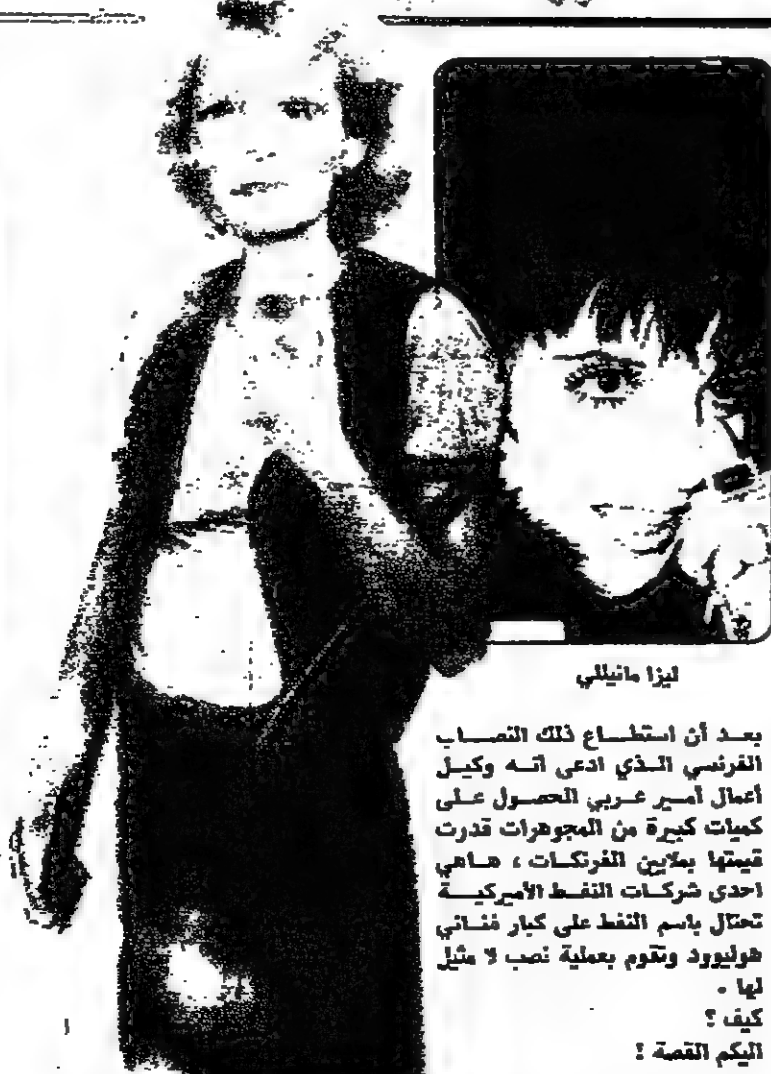 ليزا مانيللي
بعد أن استطاع ذلك النصاب
الفرنسي الذي ادعى انه وكيل
أعمال أمير عربي الحصول على
كميات كبيرة من المجوهرات قدرت
قيمتها بملايين الفرنكات ، هاهي
احدى شركات النفط الأميركية
تحتال باسم النفط على كبار فناني
هوليوود وتقوم بعملية نصب لا مثيل
لها .
كيف ؟
اليكم القصة !